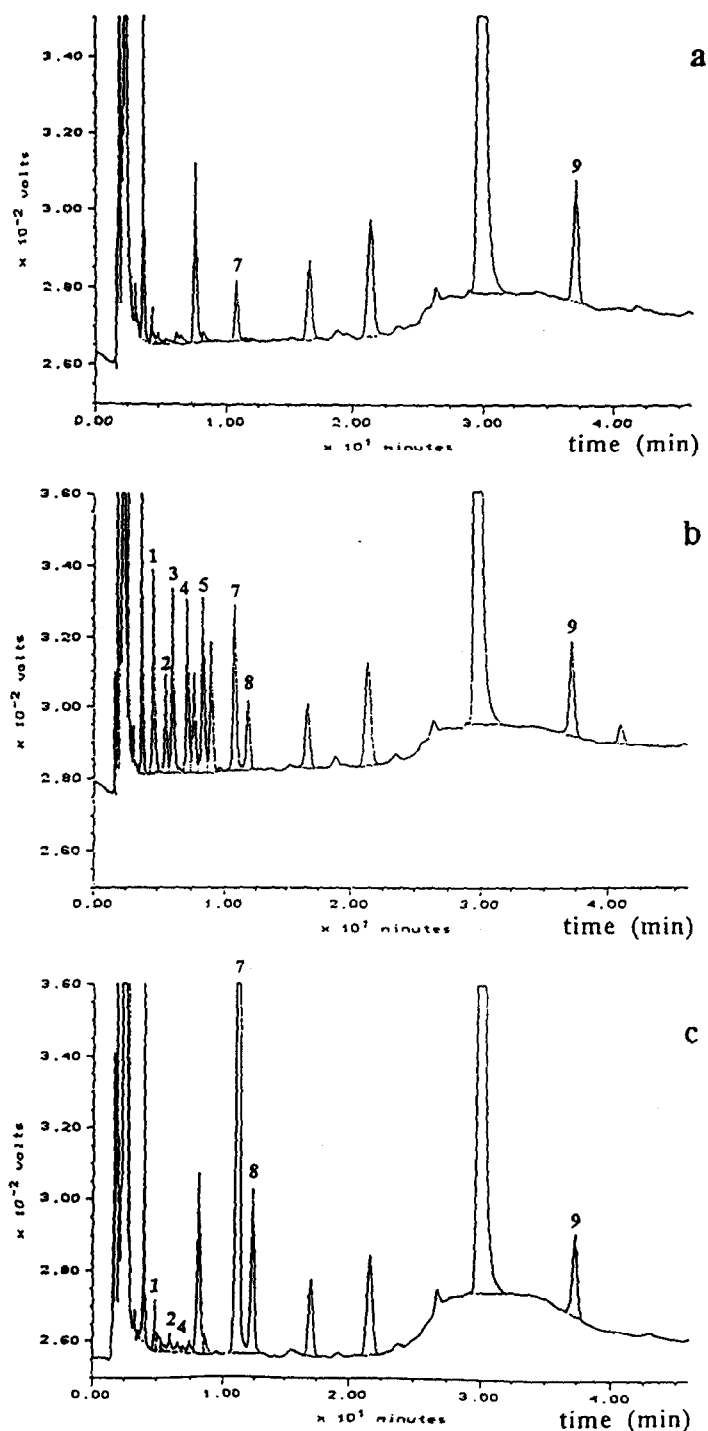 a
3.40
3.20
3.00
2.80
2.60
× 10⁻² volts
7
9
0.00 1.00 2.00 3.00 4.00
× 10¹ minutes time (min)
b
3.60
3.40
3.20
3.00
2.80
2.60
× 10⁻² volts
1 2 3 4 5 7 8 9
0.00 1.00 2.00 3.00 4.00
× 10¹ minutes time (min)
c
3.60
3.40
3.20
3.00
2.80
2.60
× 10⁻² volts
1 2 4 7 8 9
0.00 1.00 2.00 3.00 4.00
× 10¹ minutes time (min)